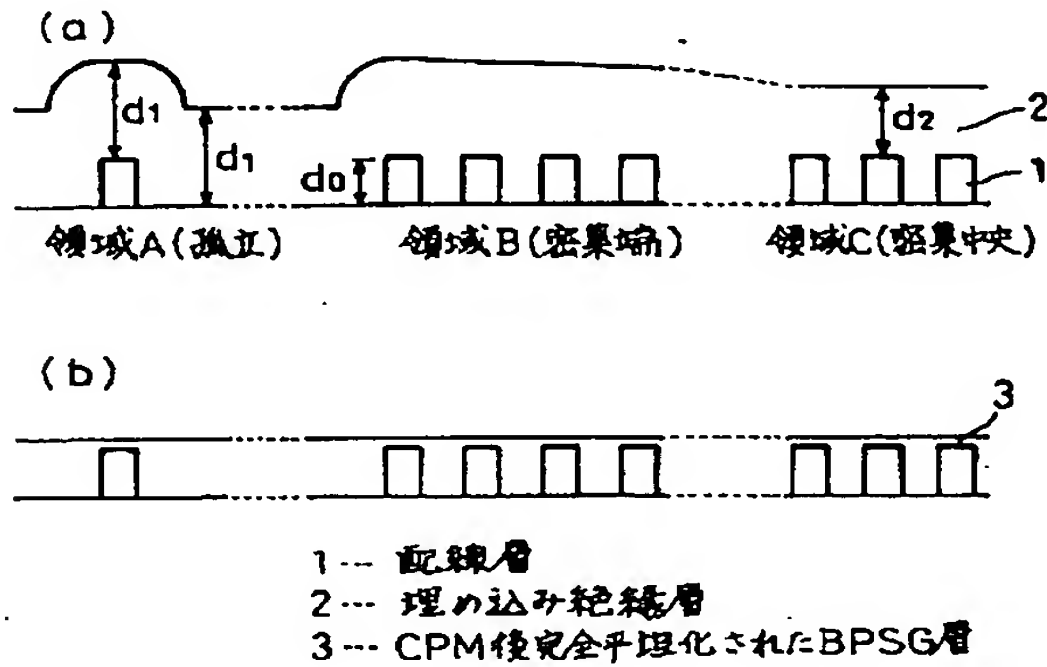 (a)
d1
d1
d0
d2
2
1
領域A(孤立)
領域B(密集端)
領域C(密集中央)
(b)
3
1… 配線層
2… 埋め込み絶縁層
3… CPM後完全平坦化されたBPSG層